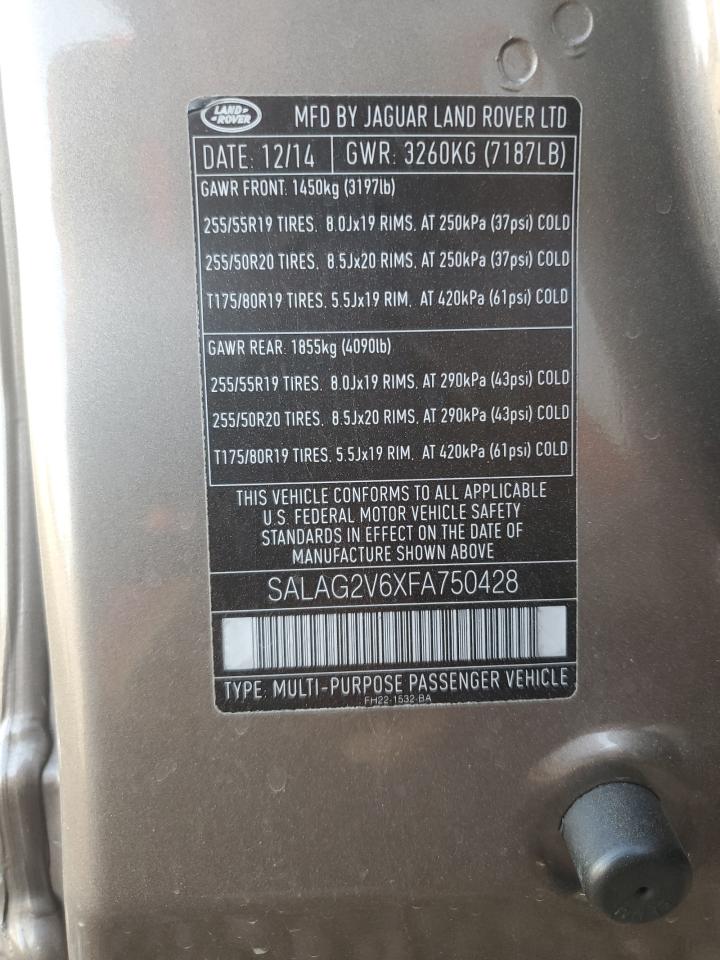 LAND ROVER MFD BY JAGUAR LAND ROVER LTD
DATE: 12/14 GWR: 3260KG (7187LB)
GAWR FRONT: 1450kg (3197lb)
255/55R19 TIRES, 8.0Jx19 RIMS, AT 250kPa (37psi) COLD
255/50R20 TIRES, 8.5Jx20 RIMS, AT 250kPa (37psi) COLD
T175/80R19 TIRES, 5.5Jx19 RIM, AT 420kPa (61psi) COLD
GAWR REAR: 1855kg (4090lb)
255/55R19 TIRES, 8.0Jx19 RIMS, AT 290kPa (43psi) COLD
255/50R20 TIRES, 8.5Jx20 RIMS, AT 290kPa (43psi) COLD
T175/80R19 TIRES, 5.5Jx19 RIM, AT 420kPa (61psi) COLD
THIS VEHICLE CONFORMS TO ALL APPLICABLE
U.S. FEDERAL MOTOR VEHICLE SAFETY
STANDARDS IN EFFECT ON THE DATE OF
MANUFACTURE SHOWN ABOVE
SALAG2V6XFA750428
TYPE: MULTI-PURPOSE PASSENGER VEHICLE
FH22-1532-BA